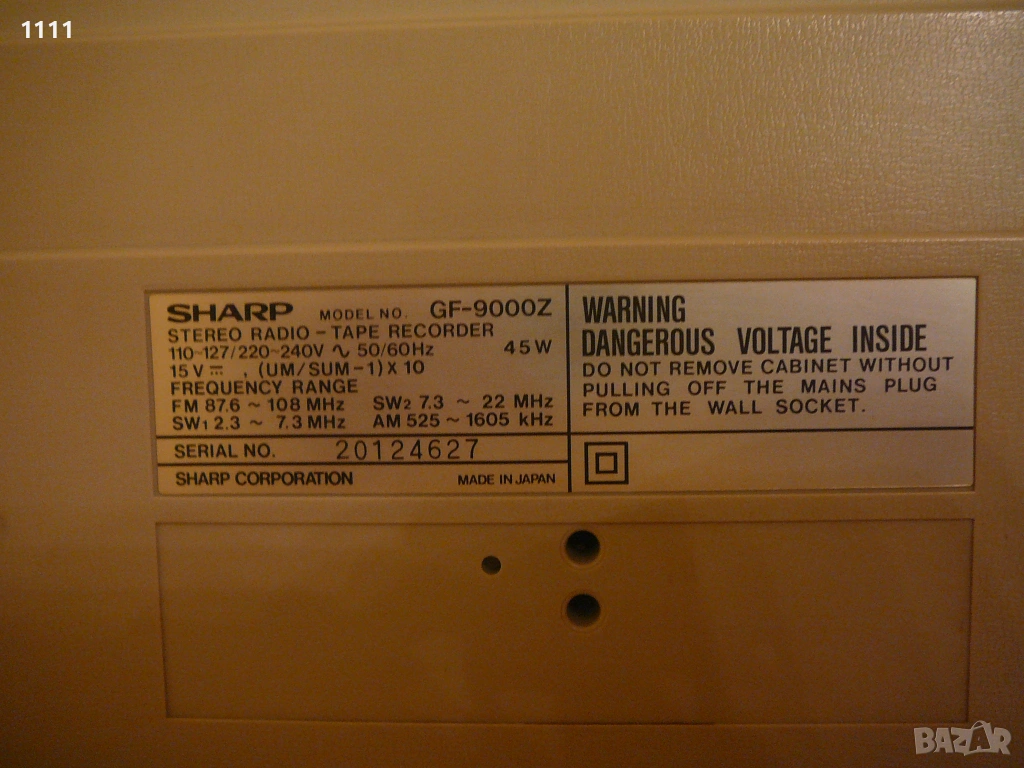 1111
SHARP MODEL NO. GF-9000Z
STEREO RADIO - TAPE RECORDER
110~127/220~240V ∿ 50/60Hz 45W
15V ⎓ , (UM/SUM-1) X 10
FREQUENCY RANGE
FM 87.6 ~ 108 MHz SW2 7.3 ~ 22 MHz
SW1 2.3 ~ 7.3 MHz AM 525 ~ 1605 kHz
SERIAL NO. 20124627
SHARP CORPORATION MADE IN JAPAN
WARNING
DANGEROUS VOLTAGE INSIDE
DO NOT REMOVE CABINET WITHOUT
PULLING OFF THE MAINS PLUG
FROM THE WALL SOCKET.
BAZAR